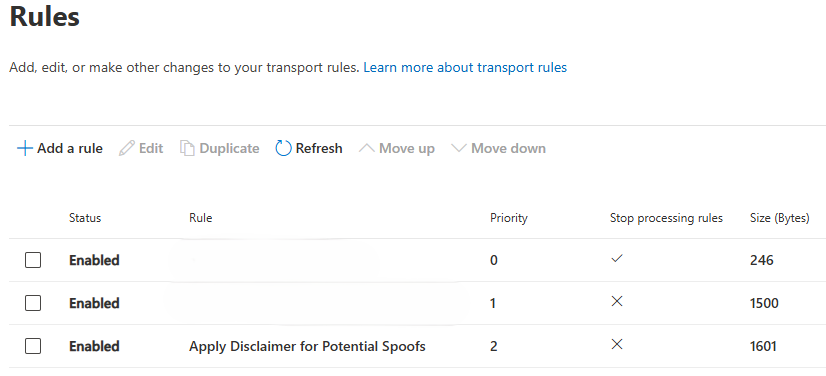 Rules
Add, edit, or make other changes to your transport rules. Learn more about transport rules
Add a rule Edit Duplicate Refresh Move up Move down
Status Rule Priority Stop processing rules Size (Bytes)
Enabled 0 246
Enabled 1 1500
Enabled Apply Disclaimer for Potential Spoofs 2 1601